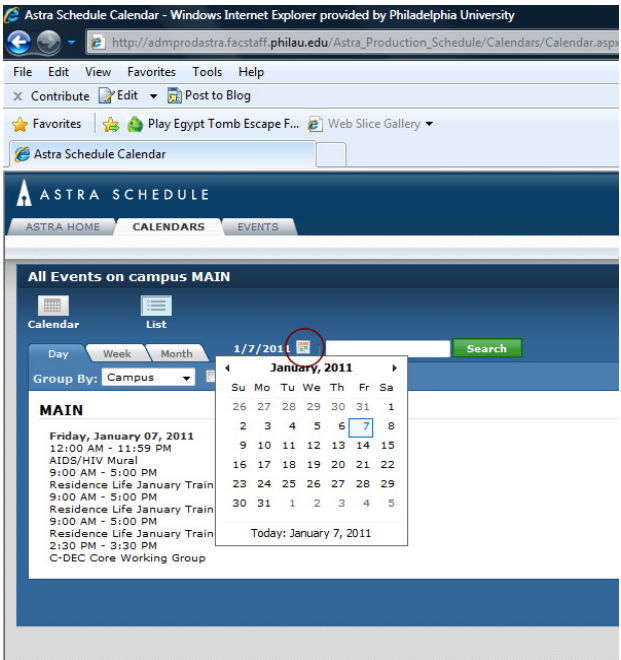 Astra Schedule Calendar - Windows Internet Explorer provided by Philadelphia University
http://admprodastra.facstaff.philau.edu/Astra_Production_Schedule/Calendars/Calendar.aspx
File Edit View Favorites Tools Help
x Contribute Edit Post to Blog
Favorites Play Egypt Tomb Escape F... Web Slice Gallery
Astra Schedule Calendar
ASTRA SCHEDULE
ASTRA HOME CALENDARS EVENTS
All Events on campus MAIN
Calendar List
Day Week Month 1/7/2011 Search
Group By: Campus
January, 2011
Su Mo Tu We Th Fr Sa
26 27 28 29 30 31 1
2 3 4 5 6 7 8
9 10 11 12 13 14 15
16 17 18 19 20 21 22
23 24 25 26 27 28 29
30 31 1 2 3 4 5
Today: January 7, 2011
MAIN
Friday, January 07, 2011
12:00 AM - 11:59 PM
AIDS/HIV Mural
9:00 AM - 5:00 PM
Residence Life January Train
9:00 AM - 5:00 PM
Residence Life January Train
9:00 AM - 5:00 PM
Residence Life January Train
2:30 PM - 3:30 PM
C-DEC Core Working Group